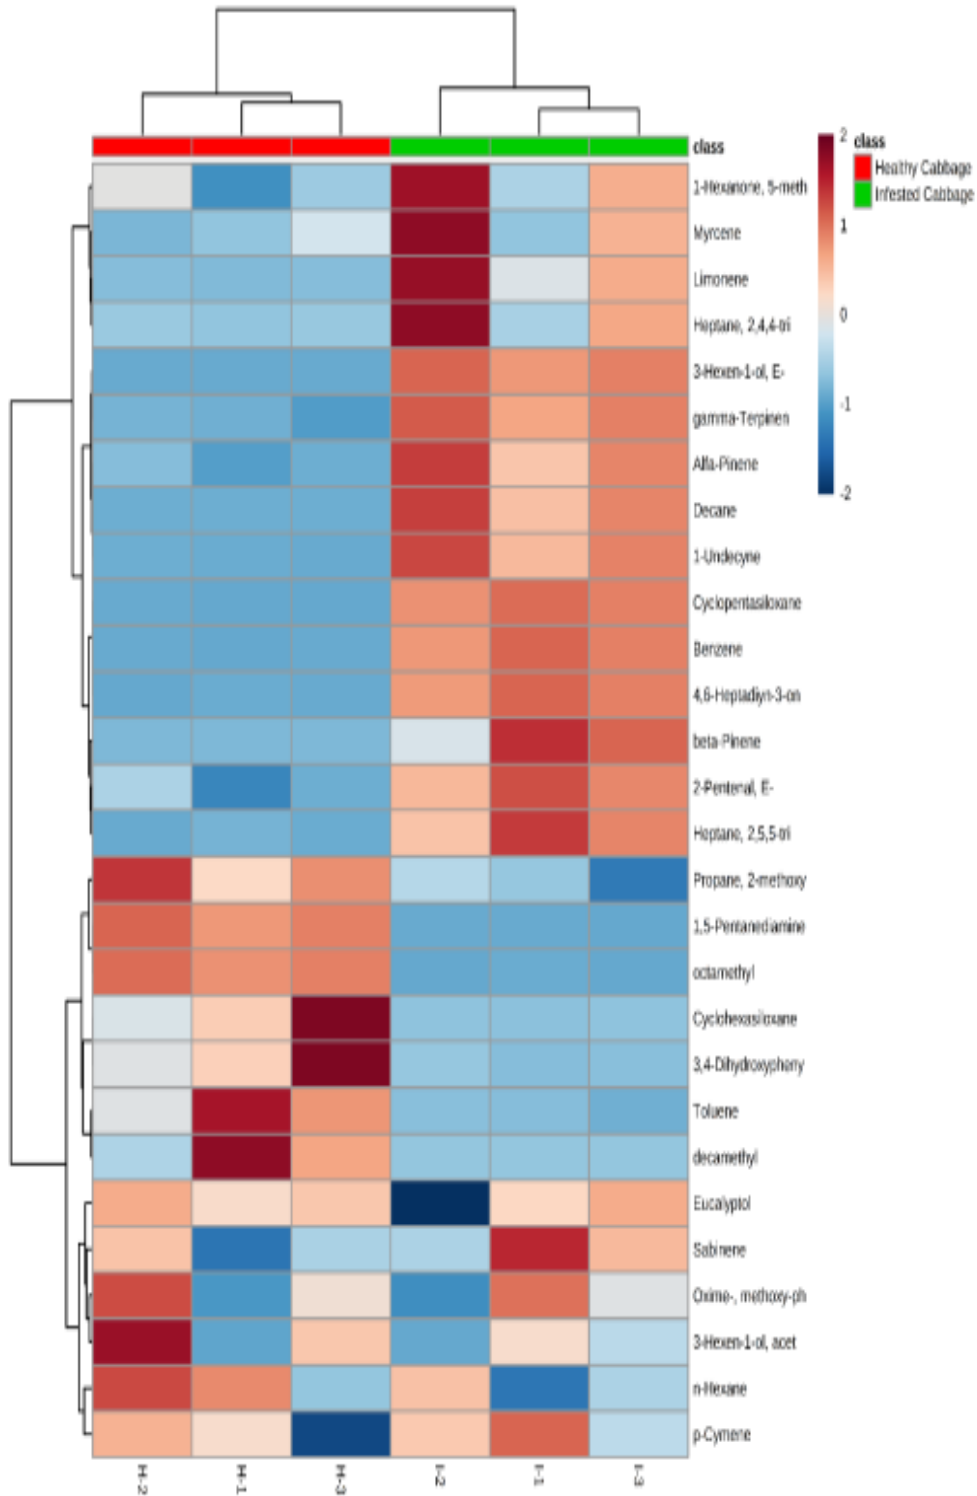 class
1-Hexanone, 5-meth
Myrcene
Limonene
Heptane, 2,4,4-tri
3-Hexen-1-ol, E-
gamma-Terpinen
Alfa-Pinene
Decane
1-Undecyne
Cyclopentasiloxane
Benzene
4,6-Heptadiyn-3-on
beta-Pinene
2-Pentenal, E-
Heptane, 2,5,5-tri
Propane, 2-methoxy
1,5-Pentanediamine
octamethyl
Cyclohexasiloxane
3,4-Dihydroxypheny
Toluene
decamethyl
Eucalyptol
Sabinene
Oxime-, methoxy-ph
3-Hexen-1-ol, acet
n-Hexane
p-Cymene
H-2
H-1
H-3
I-2
I-1
I-3
2
1
0
-1
-2
class
Healthy Cabbage
Infested Cabbage